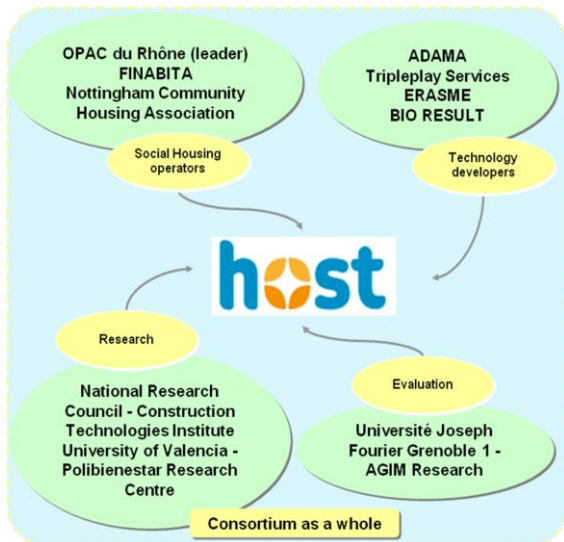 OPAC du Rhône (leader)
FINABITA
Nottingham Community
Housing Association
Social Housing
operators
ADAMA
Tripleplay Services
ERASME
BIO RESULT
Technology
developers
host
Research
National Research
Council - Construction
Technologies Institute
University of Valencia -
Polibienestar Research
Centre
Evaluation
Université Joseph
Fourier Grenoble 1 -
AGIM Research
Consortium as a whole